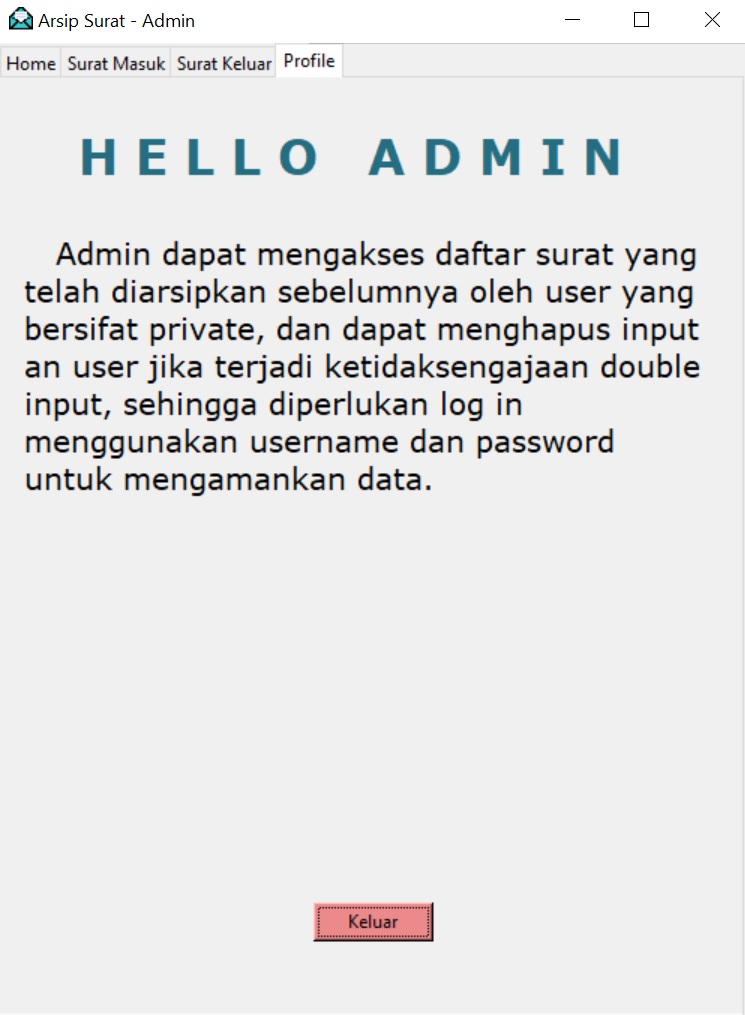 Arsip Surat - Admin
Home Surat Masuk Surat Keluar Profile
HELLO ADMIN
Admin dapat mengakses daftar surat yang
telah diarsipkan sebelumnya oleh user yang
bersifat private, dan dapat menghapus input
an user jika terjadi ketidaksengajaan double
input, sehingga diperlukan log in
menggunakan username dan password
untuk mengamankan data.
Keluar